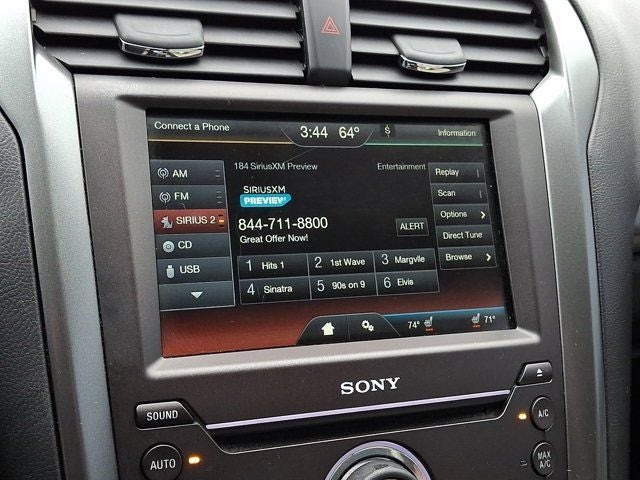 Connect a Phone
3:44 64°
Information
184 SiriusXM Preview
Entertainment
AM
FM
SIRIUS 2
CD
USB
SIRIUSXM
PREVIEW
844-711-8800
Great Offer Now!
ALERT
Replay
Scan
Options
Direct Tune
Browse
1 Hits 1
2 1st Wave
3 Margvlle
4 Sinatra
5 90s on 9
6 Elvis
74°
71°
SONY
SOUND
AUTO
A/C
MAX
A/C